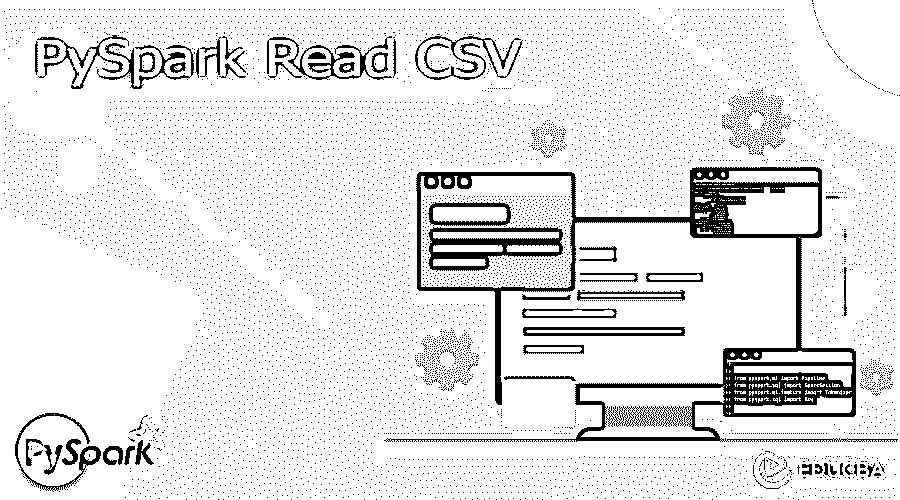 PySpark Read CSV
from pyspark.ml import Pipeline
from pyspark.sql import SparkSession
from pyspark.ml.feature import Tokenizer
from pyspark.sql import Row
PySpark
EDUCBA